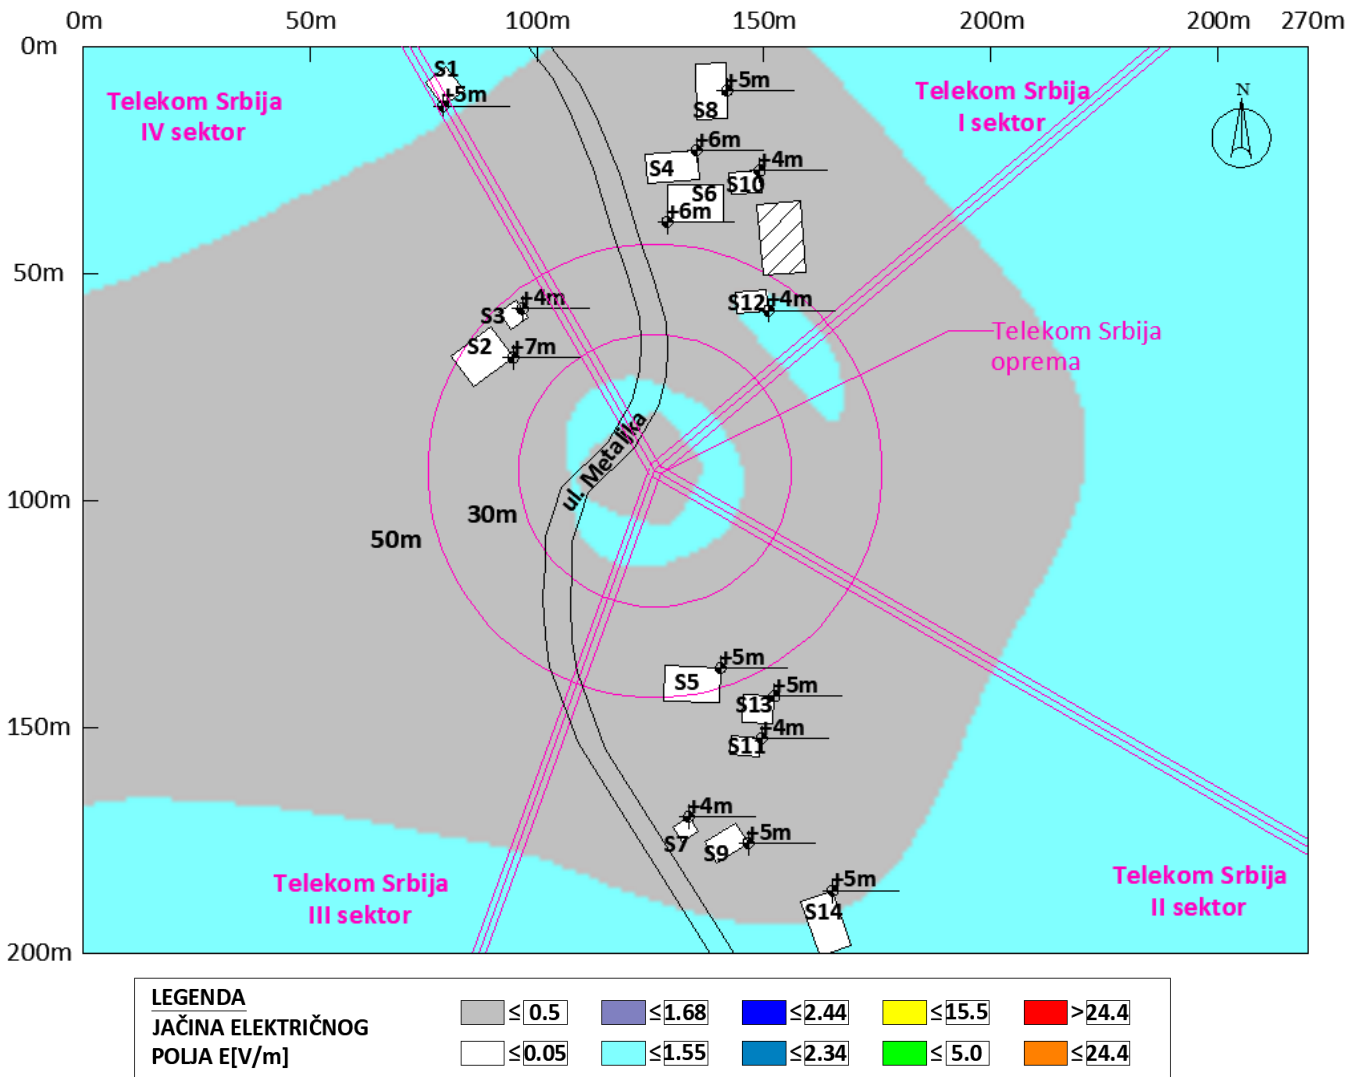 0m 50m 100m 150m 200m 200m 270m
0m
50m
100m
150m
200m
Telekom Srbija
IV sektor
Telekom Srbija
I sektor
N
S1
+5m
+5m
S8
+6m
S4
+4m
S10
S6
+6m
S12
+4m
+4m
S3
S2
+7m
Telekom Srbija
oprema
ul. Metaljka
30m
50m
+5m
S5
+5m
S13
+4m
S11
+4m
S7
+5m
S9
+5m
S14
Telekom Srbija
III sektor
Telekom Srbija
II sektor
LEGENDA
JAČINA ELEKTRIČNOG
POLJA E[V/m]
≤ 0.5 ≤1.68 ≤2.44 ≤15.5 >24.4
≤0.05 ≤1.55 ≤2.34 ≤ 5.0 ≤24.4